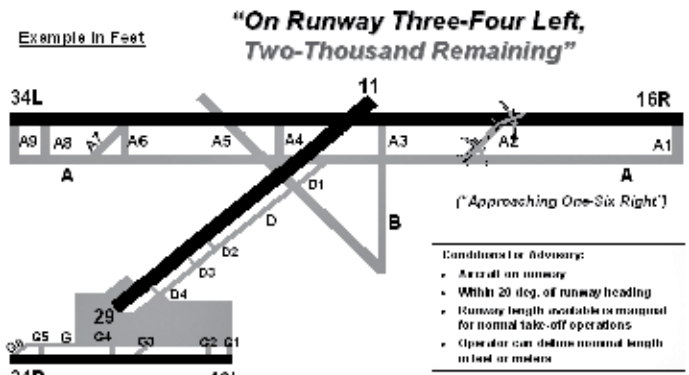 Example In Feet
"On Runway Three-Four Left,
Two-Thousand Remaining"
34L
11
16R
A9
A8
A7
A6
A5
A4
A3
A2
A1
A
A
D1
("Approaching One-Six Right")
D
B
D2
D3
D4
29
Conditions for Advisory:
• Aircraft on runway
• Within 20 deg. of runway heading
• Runway length available is marginal
for normal take-off operations
• Operator can define nominal length
in feet or meters
G5
G
G4
G3
G2
G1